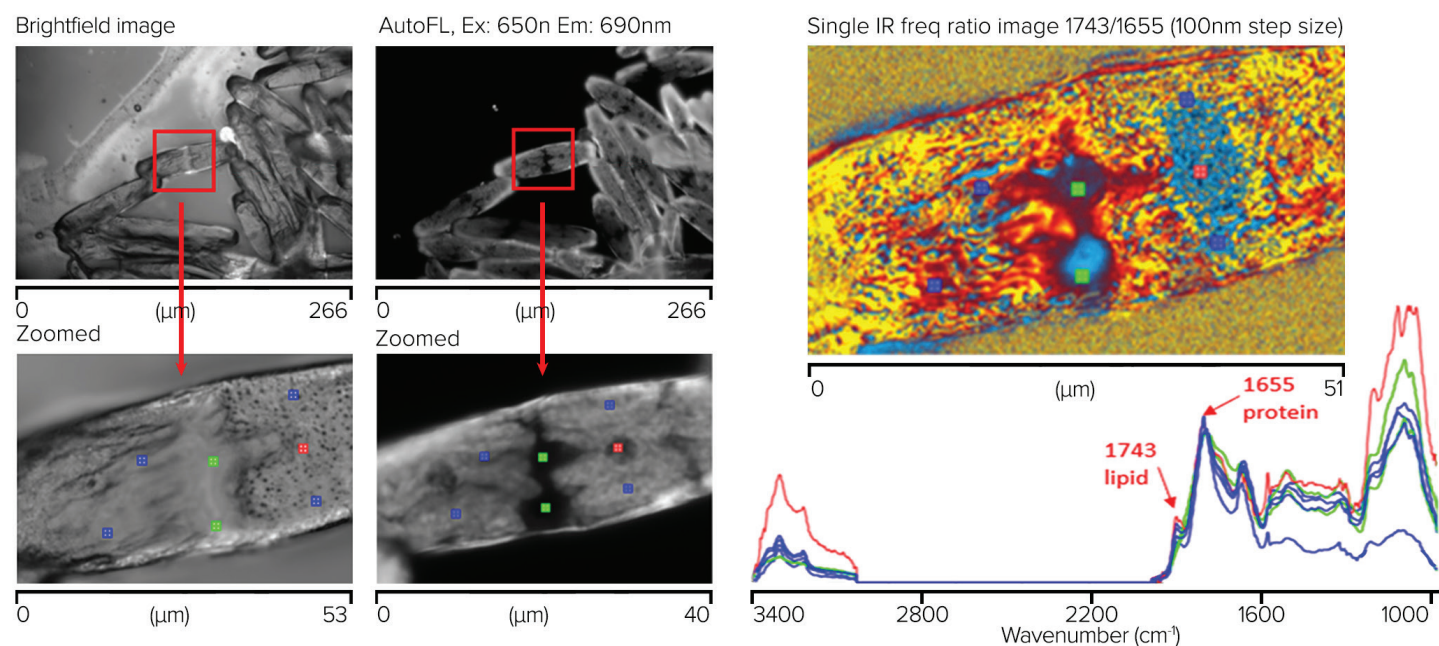 Brightfield image
AutoFL, Ex: 650n Em: 690nm
Single IR freq ratio image 1743/1655 (100nm step size)
0 (µm) 266
0 (µm) 266
Zoomed
Zoomed
0 (µm) 51
1655
protein
1743
lipid
0 (µm) 53
0 (µm) 40
3400 2800 2200 1600 1000
Wavenumber (cm⁻¹)